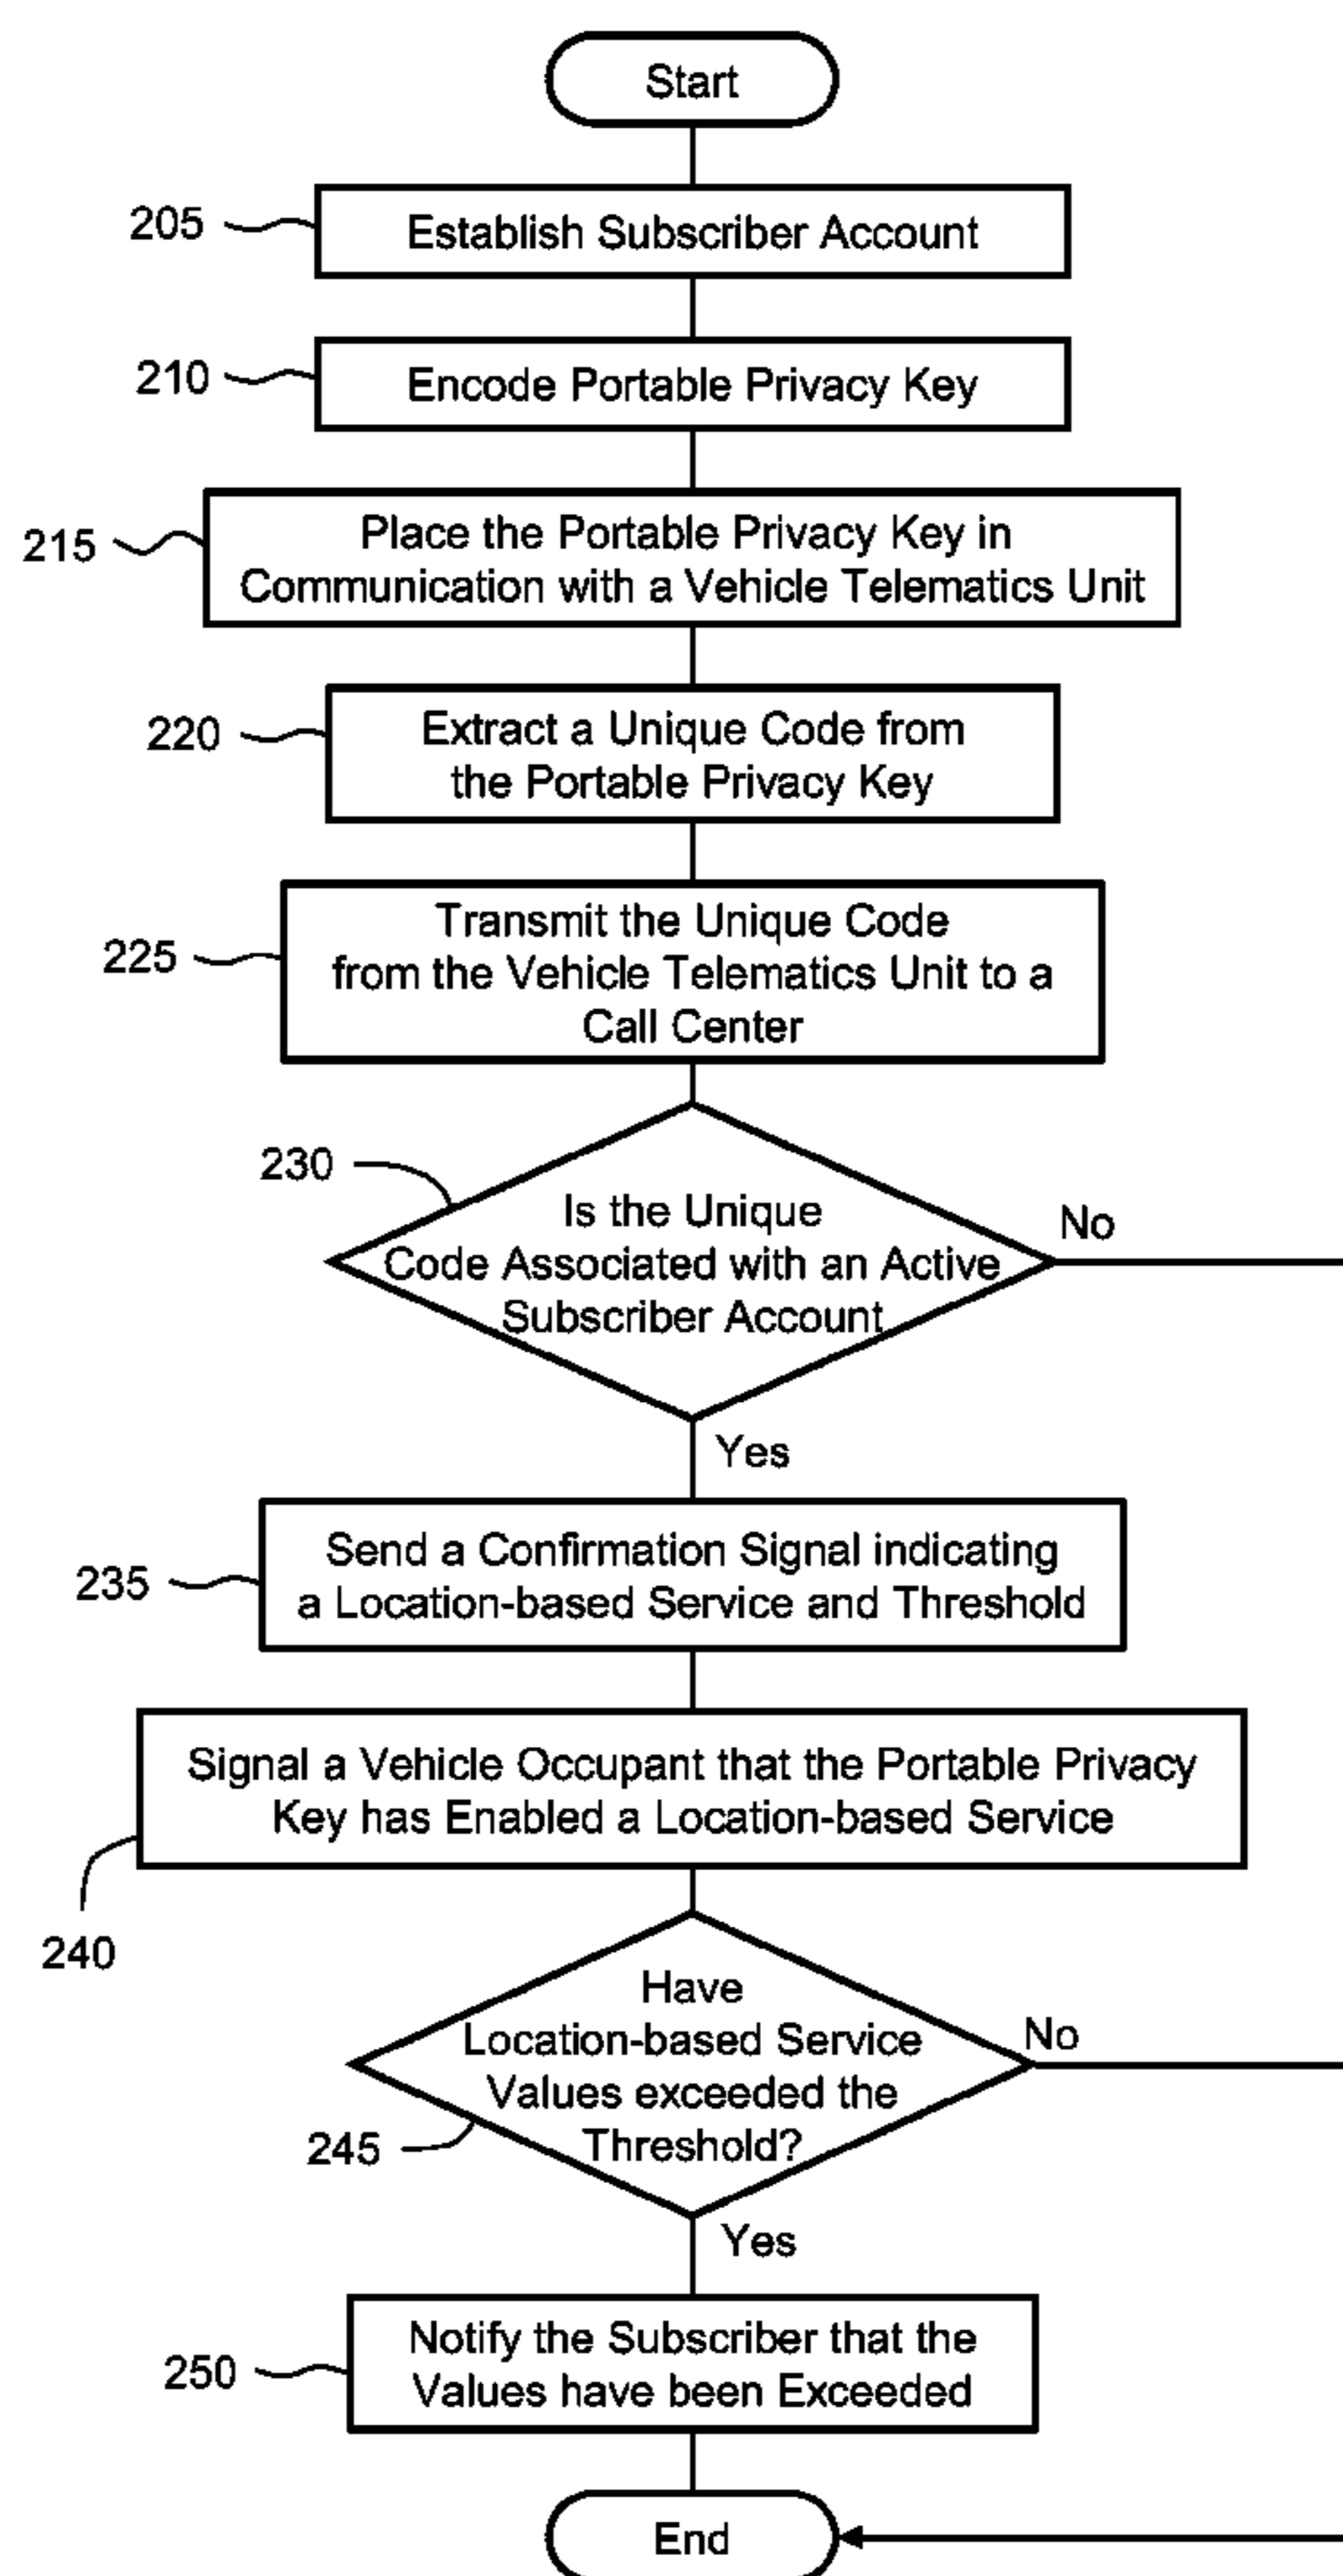 Start
205
Establish Subscriber Account
210
Encode Portable Privacy Key
215
Place the Portable Privacy Key in
Communication with a Vehicle Telematics Unit
220
Extract a Unique Code from
the Portable Privacy Key
225
Transmit the Unique Code
from the Vehicle Telematics Unit to a
Call Center
230
Is the Unique
Code Associated with an Active
Subscriber Account
No
Yes
235
Send a Confirmation Signal indicating
a Location-based Service and Threshold
Signal a Vehicle Occupant that the Portable Privacy
Key has Enabled a Location-based Service
240
Have
Location-based Service
Values exceeded the
Threshold?
No
245
Yes
250
Notify the Subscriber that the
Values have been Exceeded
End